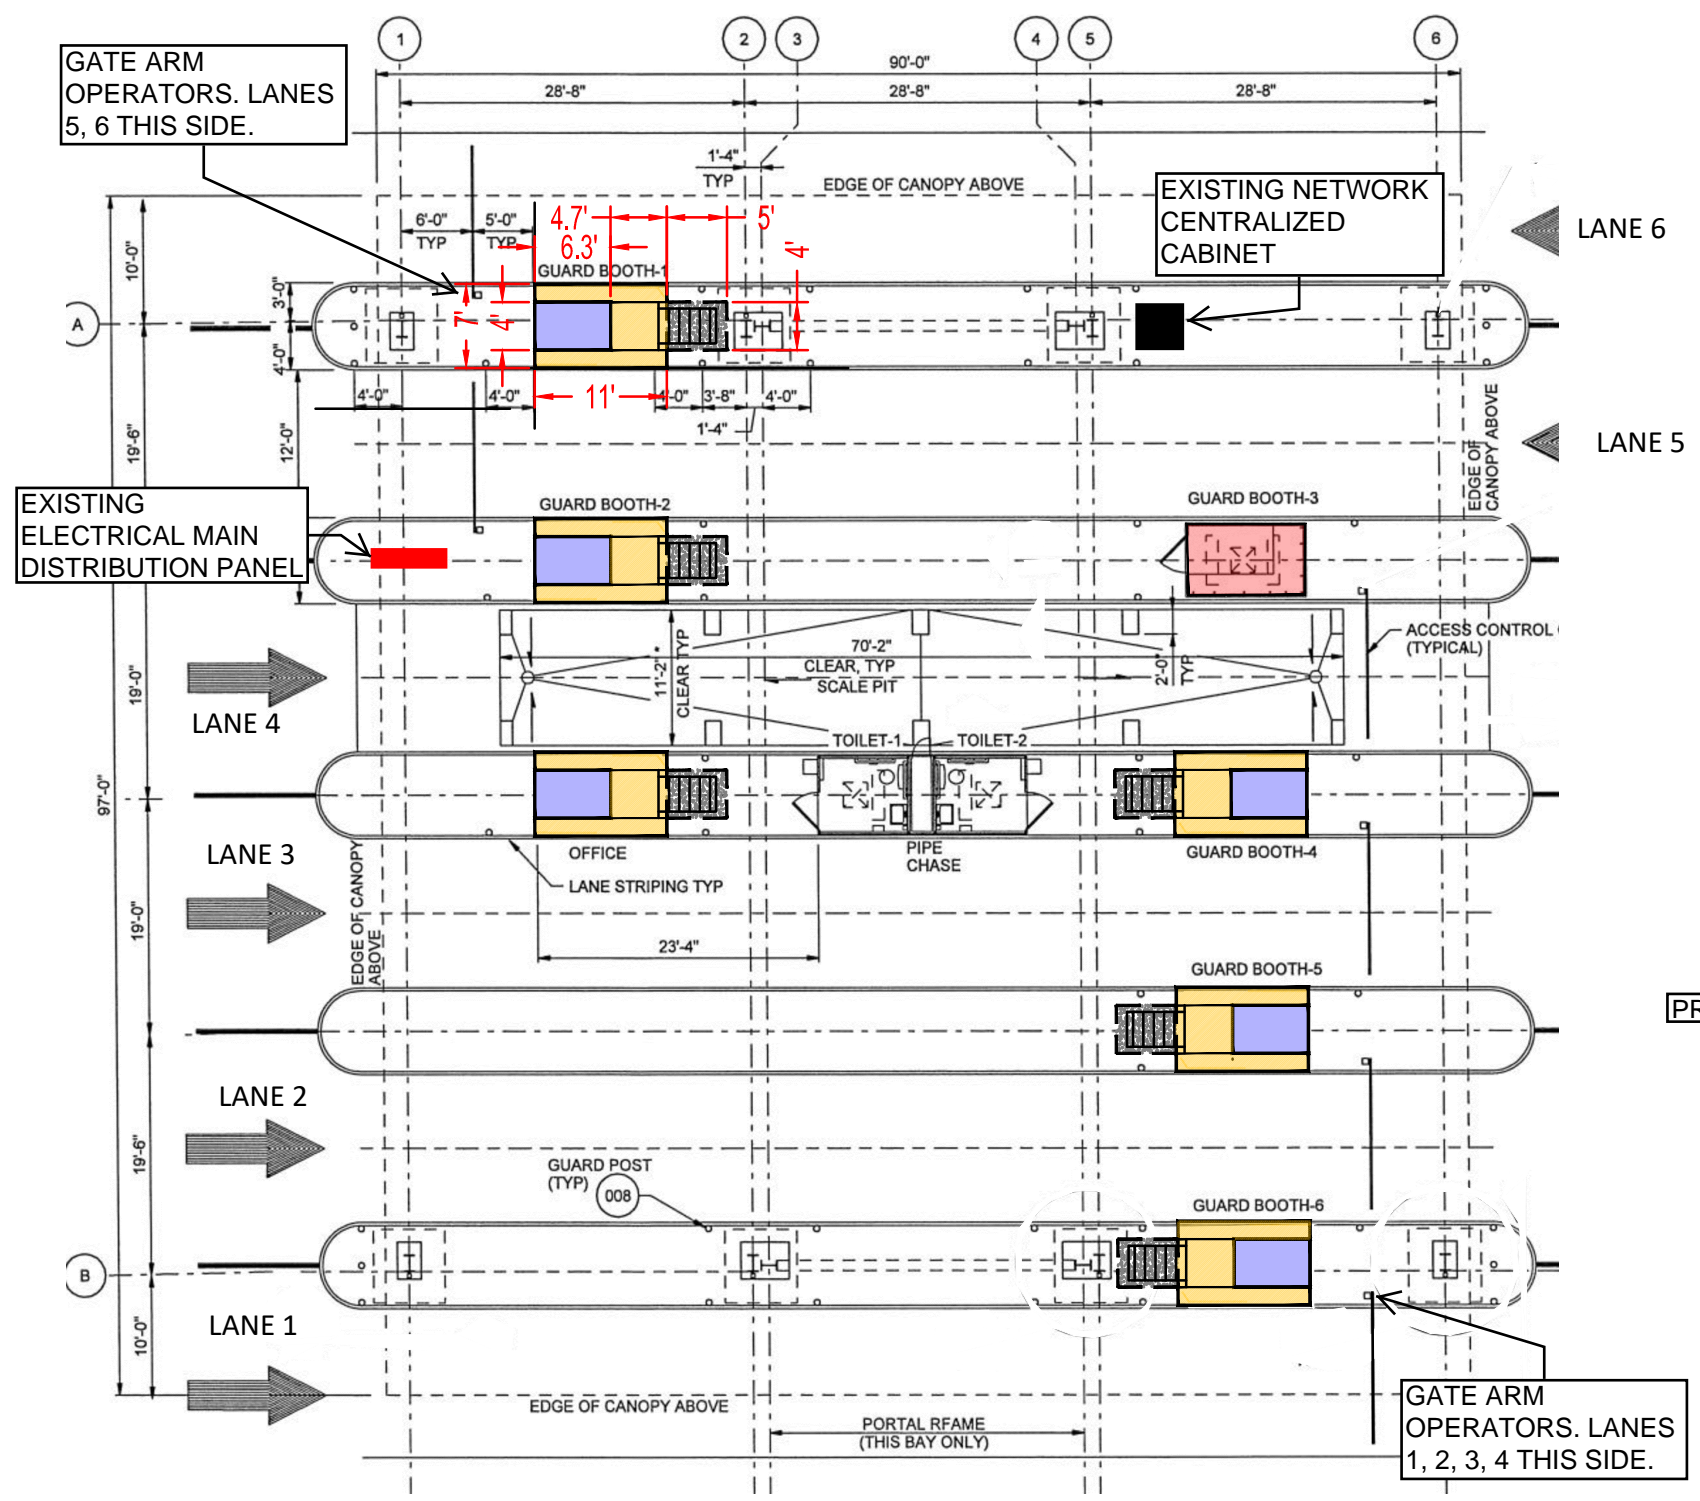 1
2
3
4
5
6
GATE ARM
OPERATORS. LANES
5, 6 THIS SIDE.
90'-0"
28'-8"
28'-8"
28'-8"
1'-4"
TYP
EDGE OF CANOPY ABOVE
EXISTING NETWORK
CENTRALIZED
CABINET
LANE 6
6'-0"
TYP
5'-0"
TYP
4.7'
6.3'
5'
4'
10'-0"
GUARD BOOTH-1
3'-0"
4'-0"
7'
4'
A
4'-0"
4'-0"
11'
4'-0"
3'-8"
4'-0"
1'-4"
19'-6"
12'-0"
EDGE OF
CANOPY ABOVE
LANE 5
EXISTING
ELECTRICAL MAIN
DISTRIBUTION PANEL
GUARD BOOTH-2
GUARD BOOTH-3
ACCESS CONTROL
(TYPICAL)
11'-2" *
CLEAR TYP
70'-2"
CLEAR, TYP
SCALE PIT
2'-0"
TYP
19'-0"
LANE 4
TOILET-1
TOILET-2
97'-0"
LANE 3
OFFICE
PIPE
CHASE
GUARD BOOTH-4
LANE STRIPING TYP
19'-0"
EDGE OF CANOPY
ABOVE
23'-4"
GUARD BOOTH-5
PR
LANE 2
19'-6"
GUARD POST
(TYP)
008
GUARD BOOTH-6
B
LANE 1
10'-0"
EDGE OF CANOPY ABOVE
PORTAL RFAME
(THIS BAY ONLY)
GATE ARM
OPERATORS. LANES
1, 2, 3, 4 THIS SIDE.